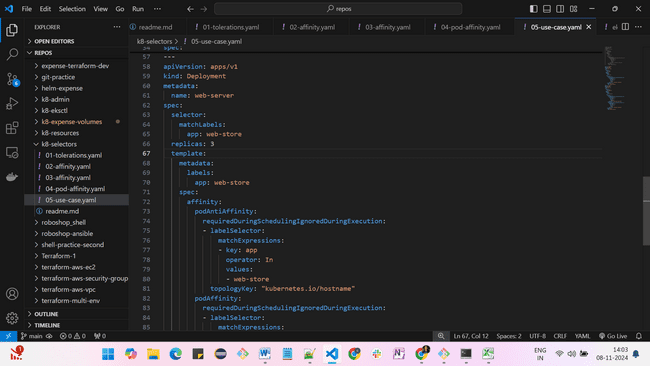 File Edit Selection View Go Run ··· repos
EXPLORER ···
readme.md ! 01-tolerations.yaml ! 02-affinity.yaml ! 03-affinity.yaml ! 04-pod-affinity.yaml ! 05-use-case.yaml
k8-selectors > ! 05-use-case.yaml
OPEN EDITORS
REPOS
expense-terraform-dev
git-practice
helm-expense
k8-admin
k8-eksctl
k8-expense-volumes
k8-resources
k8-selectors
! 01-tolerations.yaml
! 02-affinity.yaml
! 03-affinity.yaml
! 04-pod-affinity.yaml
! 05-use-case.yaml
readme.md
roboshop_shell
roboshop-ansible
shell-practice-second
Terraform-1
terraform-aws-ec2
terraform-aws-security-group
terraform-aws-vpc
terraform-multi-env
OUTLINE
TIMELINE
54 spec:
57 ---
58 apiVersion: apps/v1
59 kind: Deployment
60 metadata:
61 name: web-server
62 spec:
63 selector:
64 matchLabels:
65 app: web-store
66 replicas: 3
67 template:
68 metadata:
69 labels:
70 app: web-store
71 spec:
72 affinity:
73 podAntiAffinity:
74 requiredDuringSchedulingIgnoredDuringExecution:
75 - labelSelector:
76 matchExpressions:
77 - key: app
78 operator: In
79 values:
80 - web-store
81 topologyKey: "kubernetes.io/hostname"
82 podAffinity:
83 requiredDuringSchedulingIgnoredDuringExecution:
84 - labelSelector:
85 matchExpressions:
main 0 0 0 Ln 67, Col 12 Spaces: 2 UTF-8 CRLF YAML Go Live
ENG
IN
14:03
08-11-2024